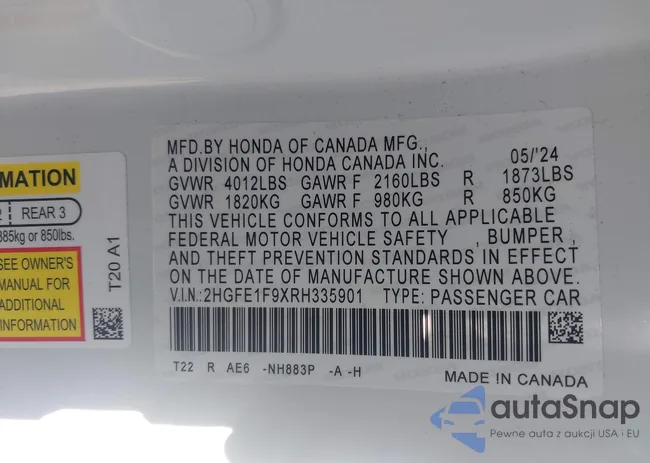 RMATION
REAR 3
385kg or 850lbs.
SEE OWNER'S
MANUAL FOR
ADDITIONAL
INFORMATION
T20 A1
MFD.BY HONDA OF CANADA MFG.,
A DIVISION OF HONDA CANADA INC. 05/'24
GVWR 4012LBS GAWR F 2160LBS R 1873LBS
GVWR 1820KG GAWR F 980KG R 850KG
THIS VEHICLE CONFORMS TO ALL APPLICABLE
FEDERAL MOTOR VEHICLE SAFETY , BUMPER ,
AND THEFT PREVENTION STANDARDS IN EFFECT
ON THE DATE OF MANUFACTURE SHOWN ABOVE.
V.I.N.: 2HGFE1F9XRH335901 TYPE: PASSENGER CAR
T22 R AE6 -NH883P -A -H
MADE IN CANADA
autaSnap
Pewne auta z aukcji USA i EU